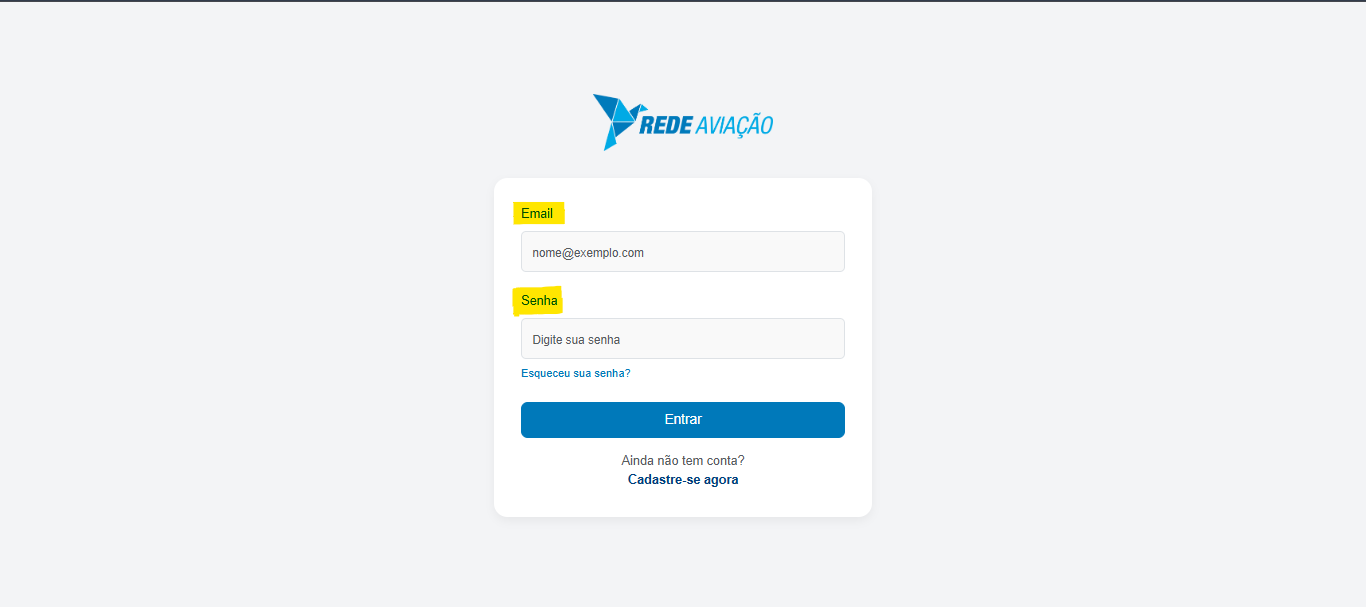 REDE AVIAÇÃO
Email
nome@exemplo.com
Senha
Digite sua senha
Esqueceu sua senha?
Entrar
Ainda não tem conta?
Cadastre-se agora